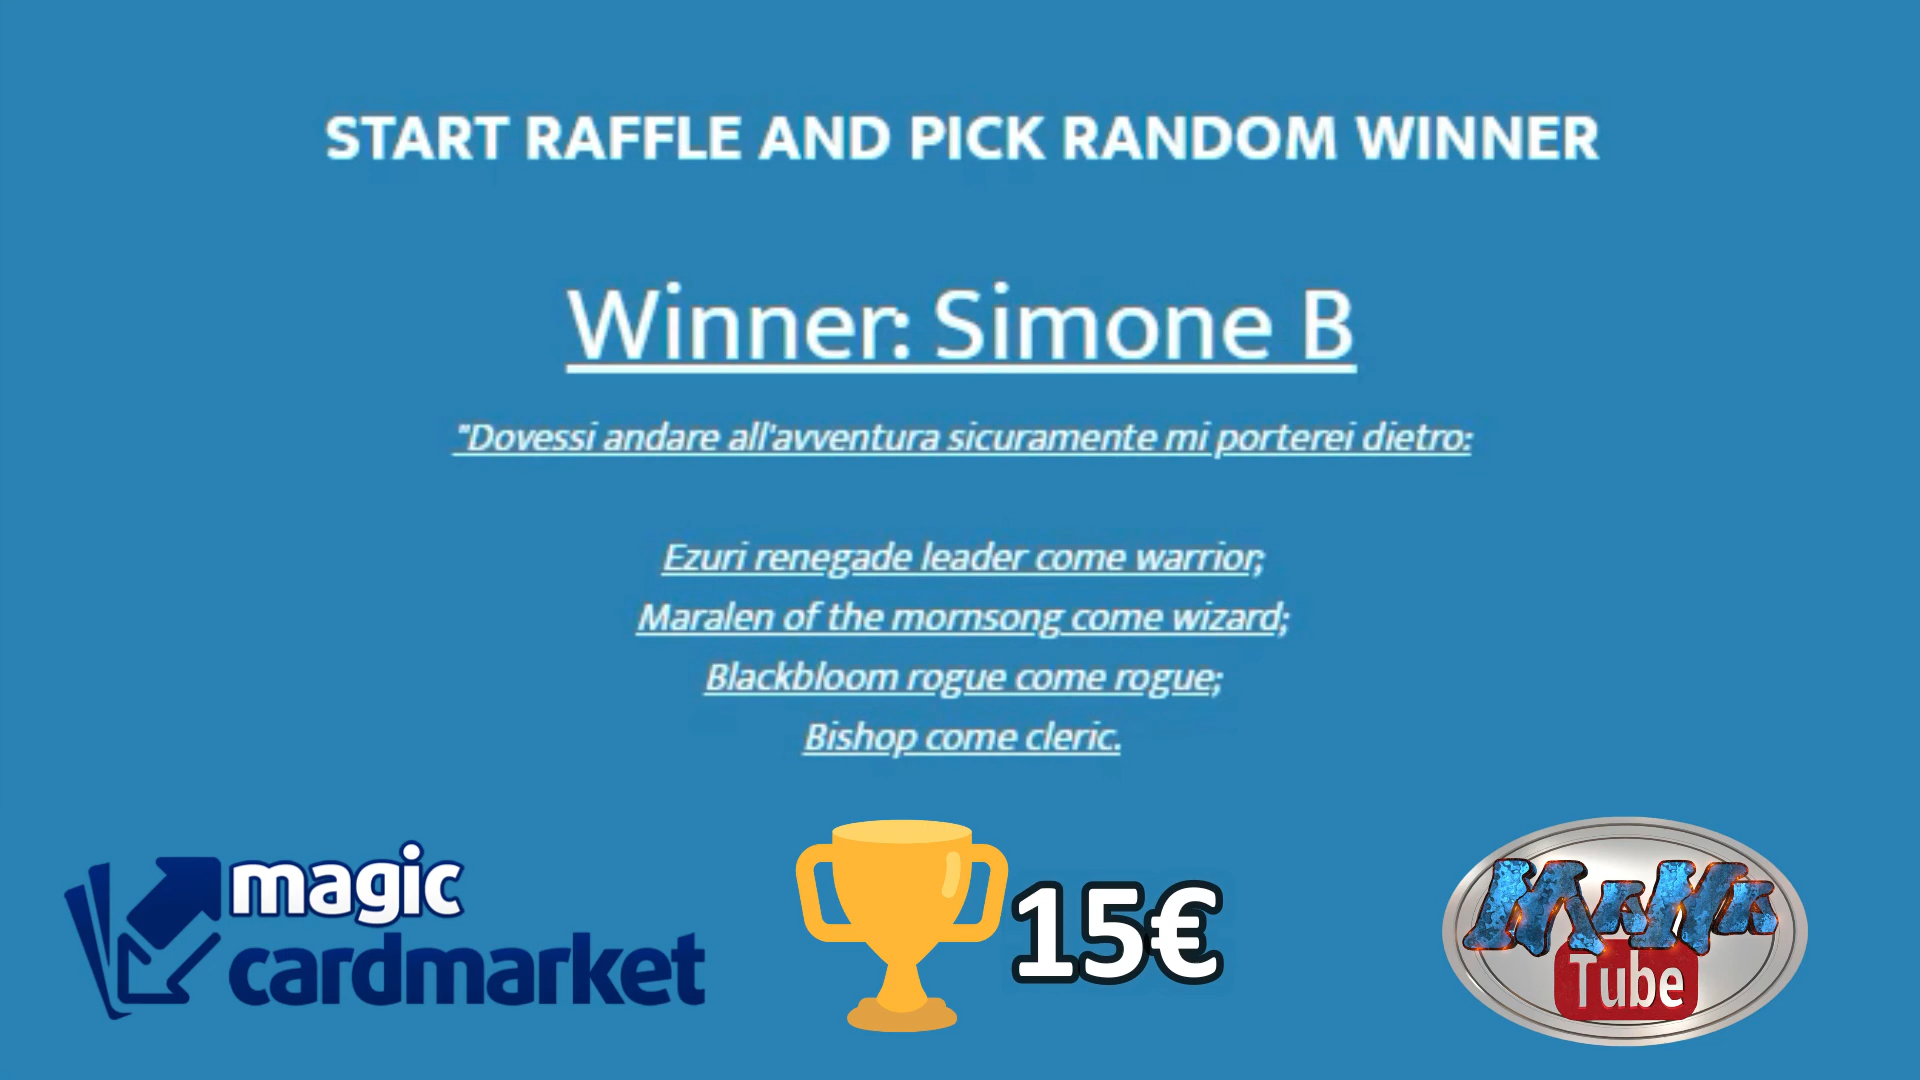 START RAFFLE AND PICK RANDOM WINNER
Winner: Simone B
"Dovessi andare all'avventura sicuramente mi porterei dietro:
Ezuri renegade leader come warrior;
Maralen of the mornsong come wizard;
Blackbloom rogue come rogue;
Bishop come cleric.
magic
cardmarket
15€
MaMa
Tube